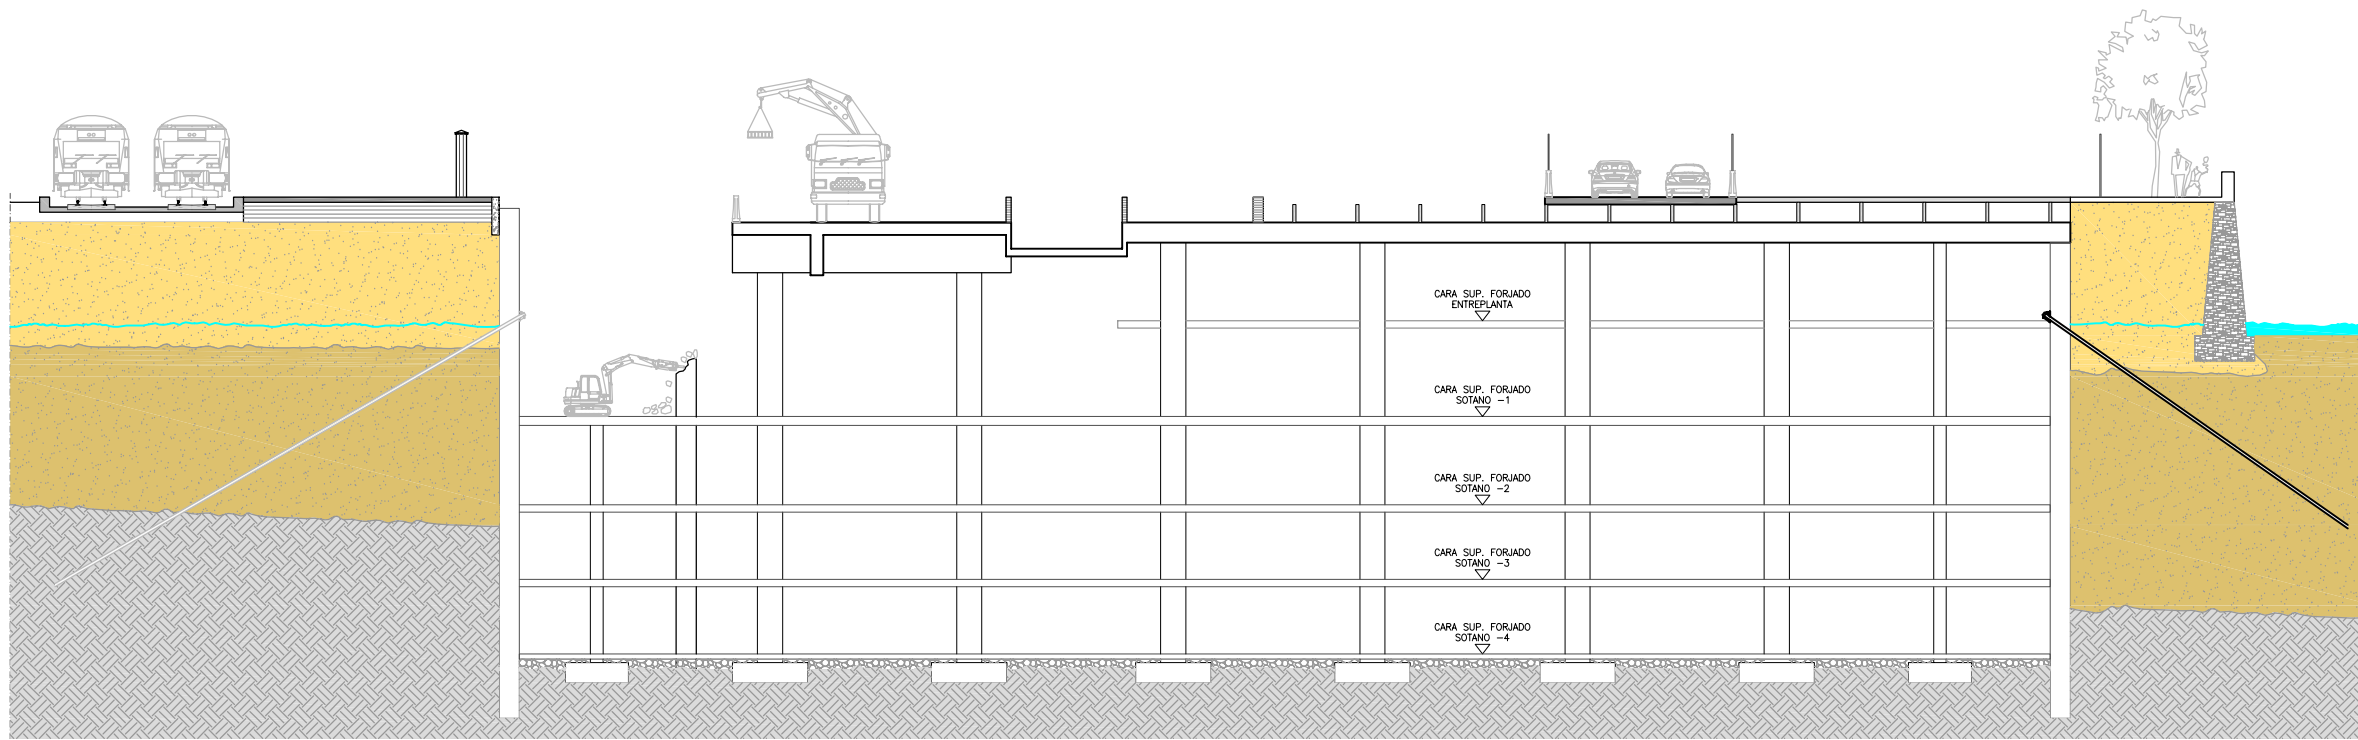 CARA SUP. FORJADO
ENTREPLANTA
CARA SUP. FORJADO
SOTANO -1
CARA SUP. FORJADO
SOTANO -2
CARA SUP. FORJADO
SOTANO -3
CARA SUP. FORJADO
SOTANO -4